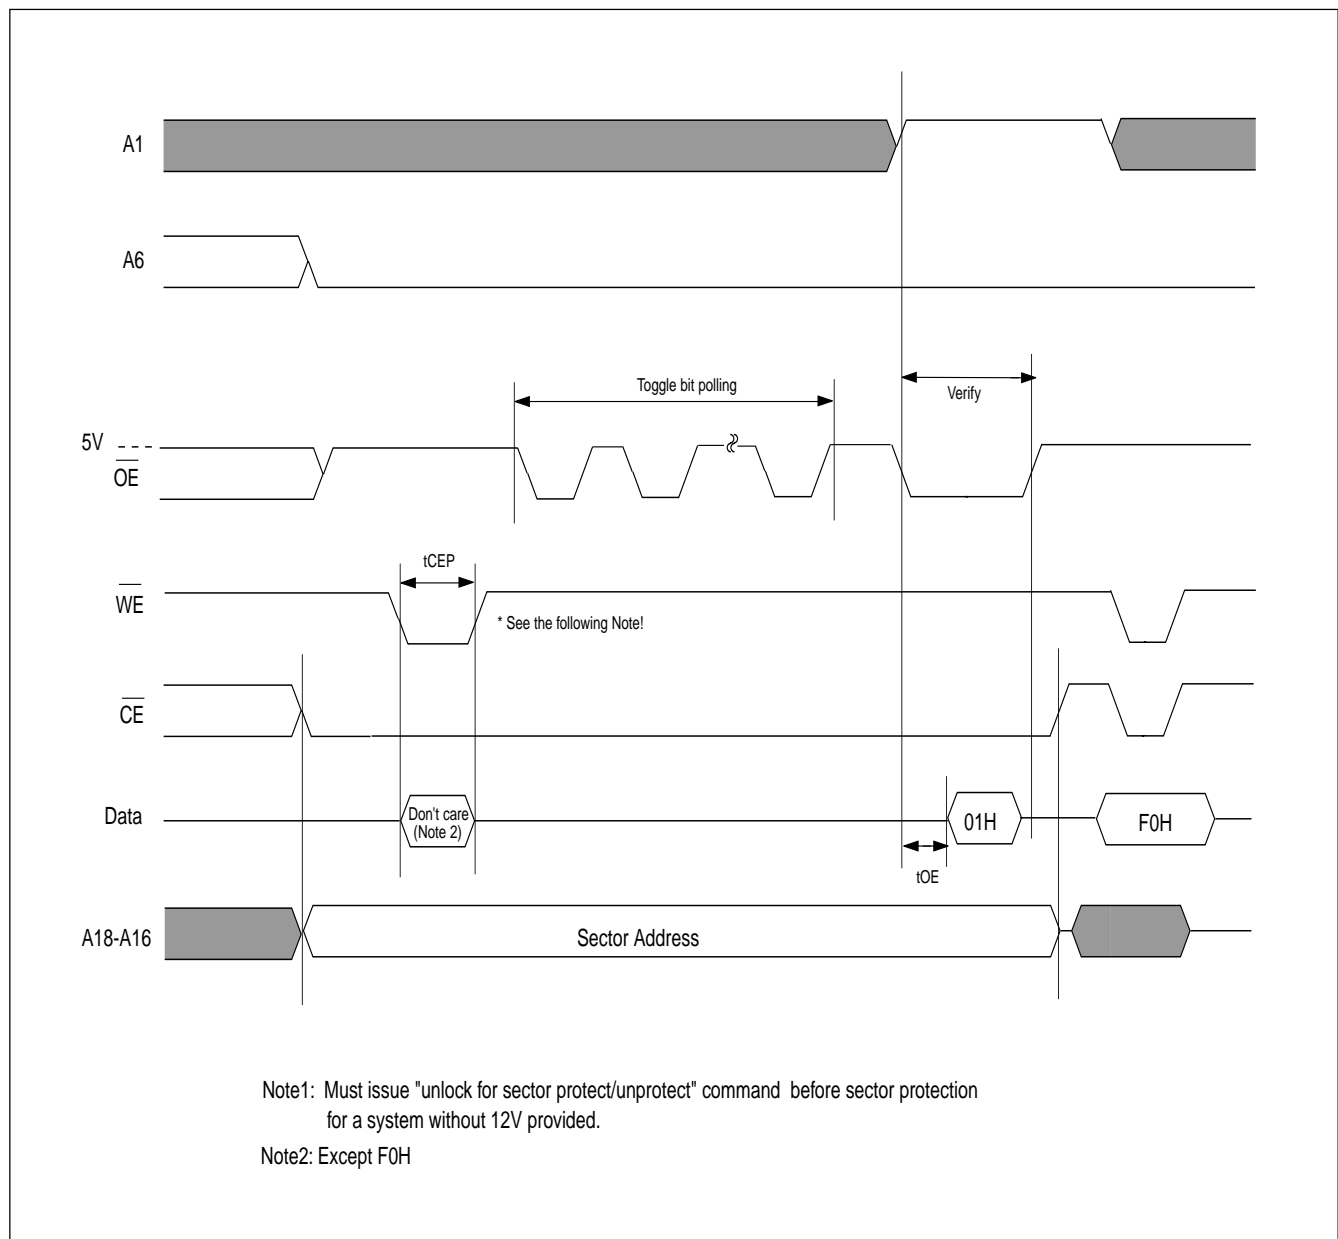 A1
A6
Toggle bit polling
Verify
5V
OE
tCEP
WE
* See the following Note!
CE
Data
Don't care
(Note 2)
01H
F0H
tOE
A18-A16
Sector Address
Note1: Must issue "unlock for sector protect/unprotect" command before sector protection
for a system without 12V provided.
Note2: Except F0H